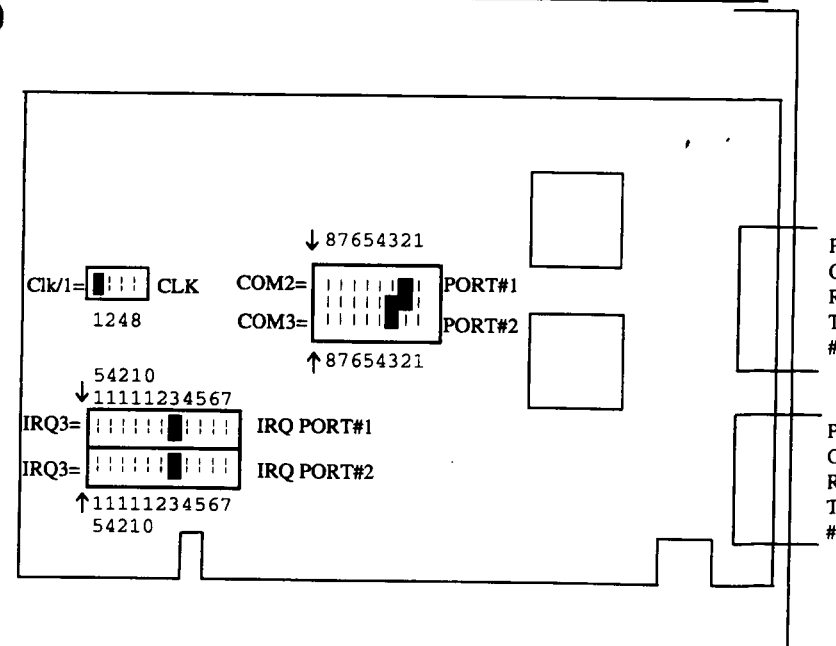 ↓ 87654321
COM2=
PORT#1
Clk/1=
CLK
COM3=
PORT#2
1248
↑ 87654321
54210
↓ 11111234567
IRQ3=
IRQ PORT#1
IRQ3=
IRQ PORT#2
↑ 11111234567
54210
P
O
R
T
#
P
O
R
T
#